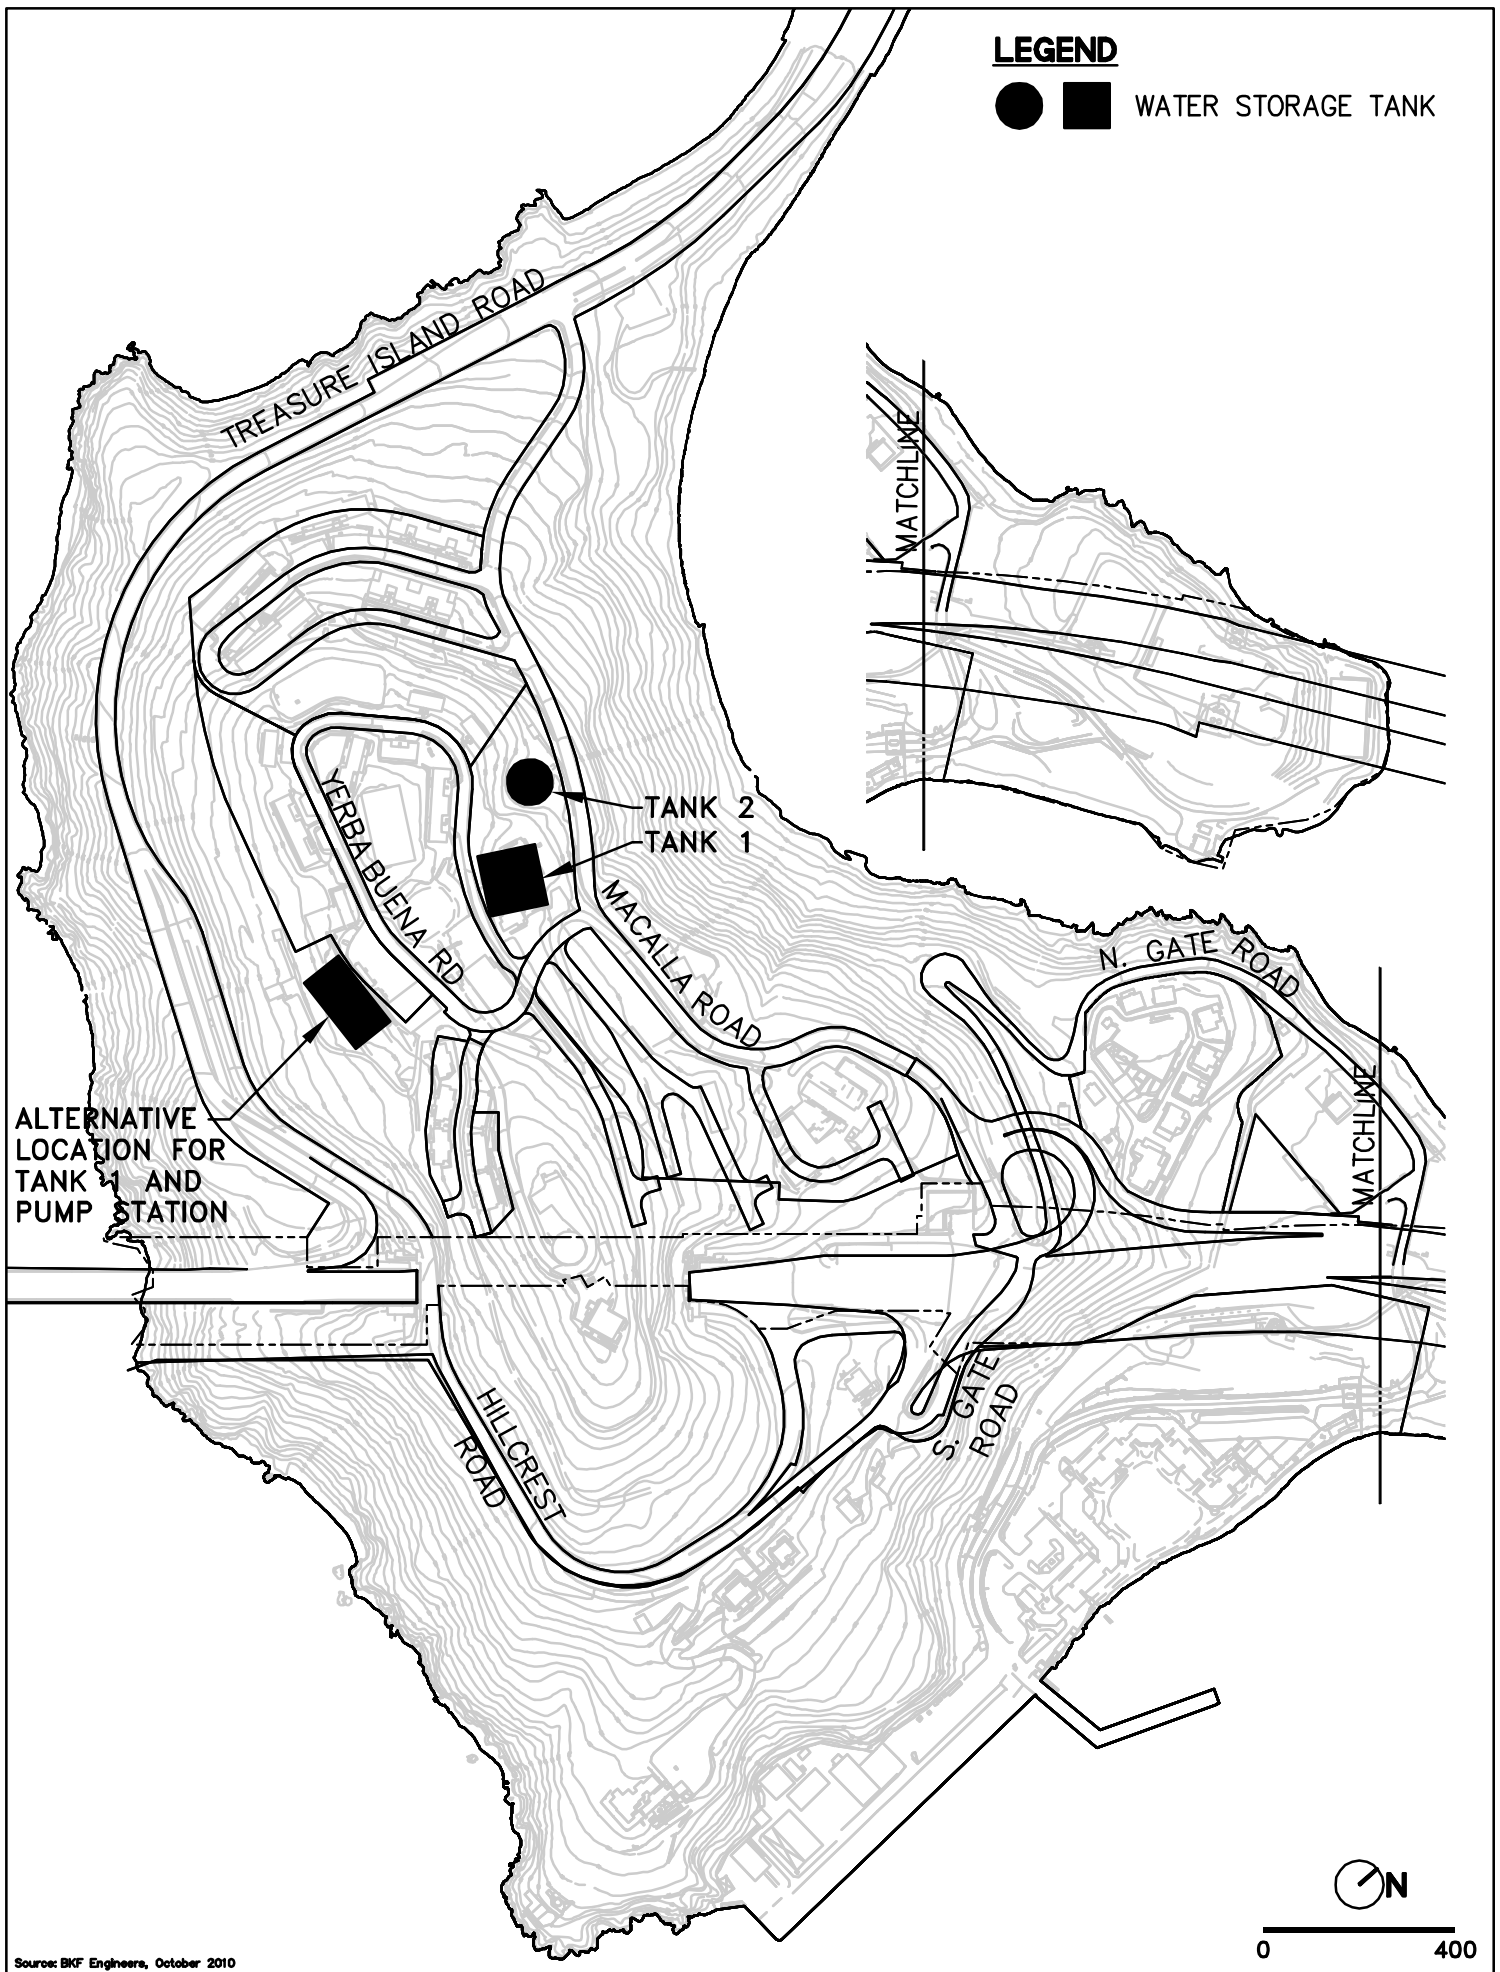 LEGEND
WATER STORAGE TANK
TREASURE ISLAND ROAD
MATCHLINE
TANK 2
TANK 1
YERBA BUENA RD
MACALLA ROAD
N. GATE ROAD
MATCHLINE
ALTERNATIVE
LOCATION FOR
TANK 1 AND
PUMP STATION
HILLCREST
ROAD
S. GATE
ROAD
N
0 400
Source: BKF Engineers, October 2010